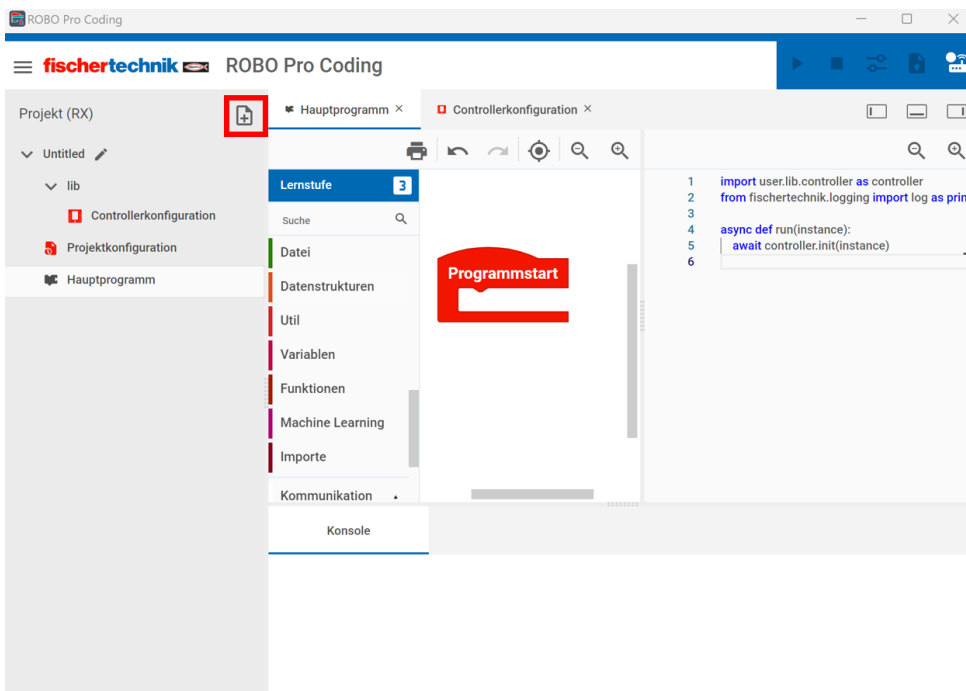 ROBO Pro Coding
fischertechnik ROBO Pro Coding
Projekt (RX)
Untitled
lib
Controllerkonfiguration
Projektkonfiguration
Hauptprogramm
Hauptprogramm ×
Controllerkonfiguration ×
Lernstufe 3
Suche
Datei
Datenstrukturen
Util
Variablen
Funktionen
Machine Learning
Importe
Kommunikation
Programmstart
1 import user.lib.controller as controller
2 from fischertechnik.logging import log as prin
3
4 async def run(instance):
5 await controller.init(instance)
6
Konsole